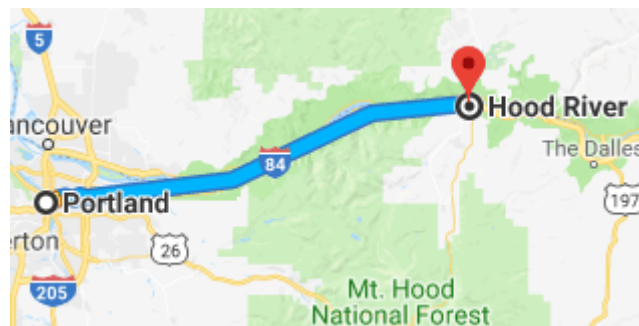 5
ancouver
Hood River
84
The Dalles
Portland
197
erton
26
205
Mt. Hood
National Forest